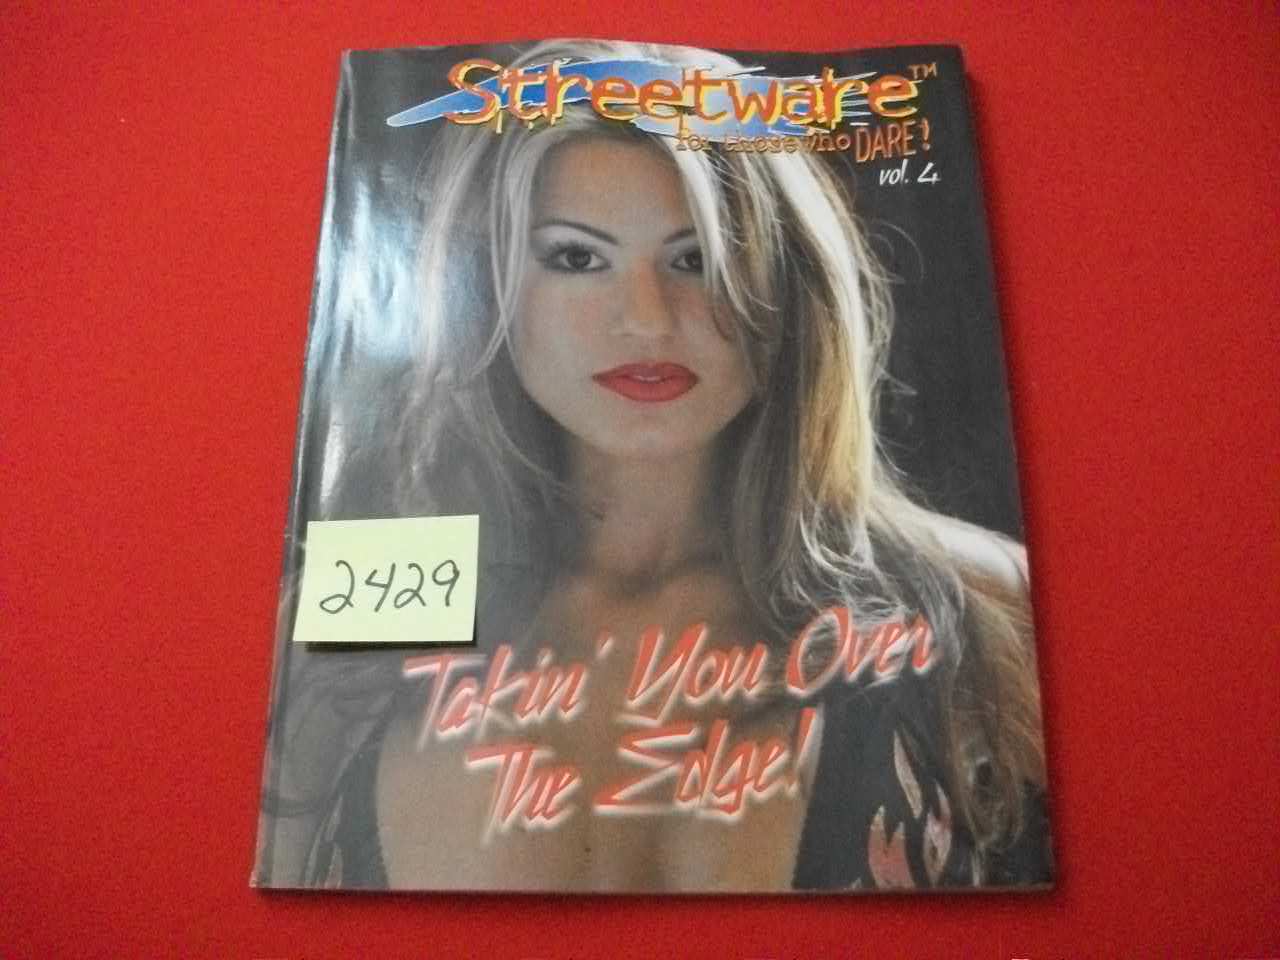 Streetware™
for those who DARE!
vol. 4
2429
Takin' You Over
The Edge!